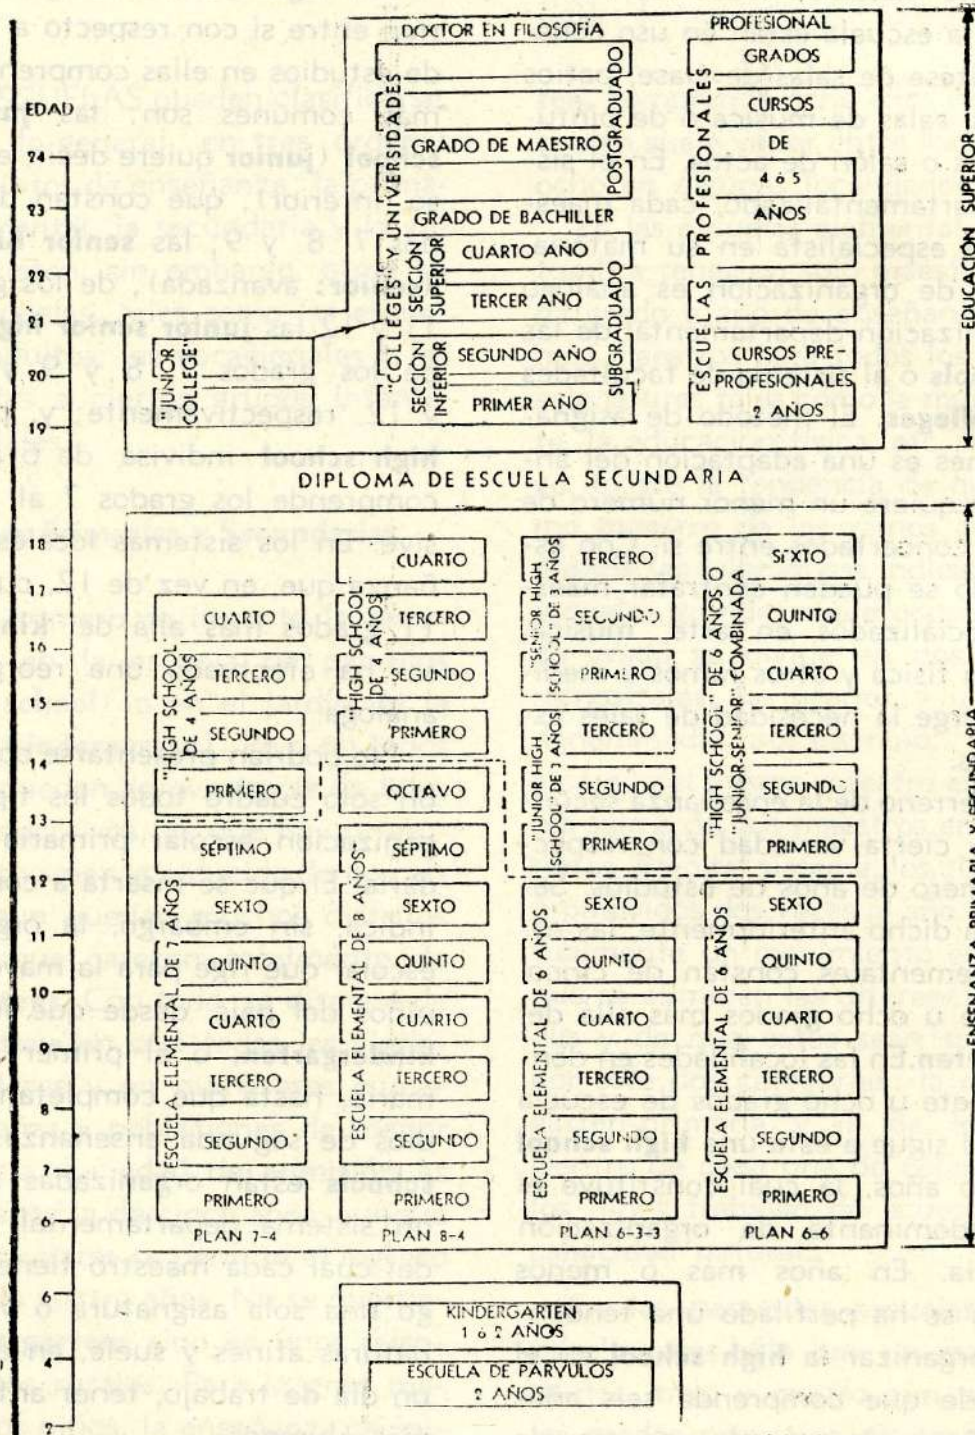 DOCTOR EN FILOSOFÍA
PROFESIONAL
GRADOS
EDAD
24
23
22
21
20
19
"COLLEGES" Y UNIVERSIDADES
GRADO DE MAESTRO
POSTGRADUADO
GRADO DE BACHILLER
SECCIÓN SUPERIOR
CUARTO AÑO
TERCER AÑO
SECCIÓN INFERIOR
SEGUNDO AÑO
PRIMER AÑO
SUBGRADUADO
ESCUELAS PROFESIONALES
CURSOS
DE
4 ó 5
AÑOS
CURSOS PRE-
PROFESIONALES
2 AÑOS
EDUCACIÓN SUPERIOR
"JUNIOR
COLLEGE"
DIPLOMA DE ESCUELA SECUNDARIA
18
17
16
15
14
13
12
11
10
9
8
7
6
"HIGH SCHOOL
DE 4 AÑOS
CUARTO
TERCERO
SEGUNDO
PRIMERO
ESCUELA ELEMENTAL DE 7 AÑOS
SÉPTIMO
SEXTO
QUINTO
CUARTO
TERCERO
SEGUNDO
PRIMERO
PLAN 7-4
HIGH SCHOOL
DE 4 AÑOS
CUARTO
TERCERO
SEGUNDO
PRIMERO
ESCUELA ELEMENTAL DE 8 AÑOS
OCTAVO
SÉPTIMO
SEXTO
QUINTO
CUARTO
TERCERO
SEGUNDO
PRIMERO
PLAN 8-4
"SENIOR HIGH
SCHOOL" DE 3 AÑOS
TERCERO
SEGUNDO
PRIMERO
"JUNIOR HIGH
SCHOOL DE 3 AÑOS
TERCERO
SEGUNDO
PRIMERO
ESCUELA ELEMENTAL DE 6 AÑOS
SEXTO
QUINTO
CUARTO
TERCERO
SEGUNDO
PRIMERO
PLAN 6-3-3
"HIGH SCHOOL" DE 6 AÑOS O
"JUNIOR-SENIOR" COMBINADA
SEXTO
QUINTO
CUARTO
TERCERO
SEGUNDO
PRIMERO
ESCUELA ELEMENTAL DE 6 AÑOS
SEXTO
QUINTO
CUARTO
TERCERO
SEGUNDO
PRIMERO
PLAN 6-6
ENSEÑANZA PRIMARIA Y SECUNDARIA
6
4
2
KINDERGARTEN
1 ó 2 AÑOS
ESCUELA DE PÁRVULOS
2 AÑOS